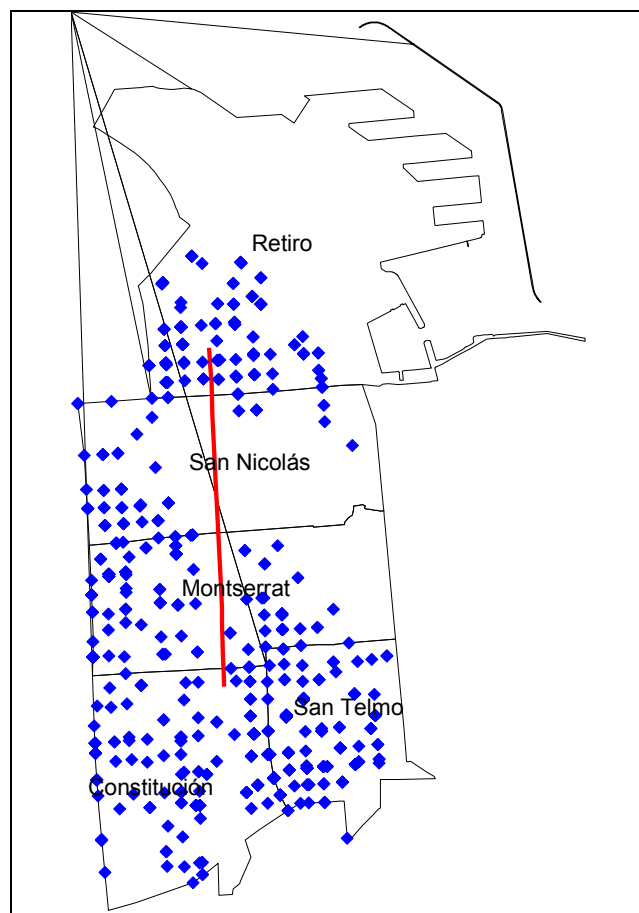 Retiro
San Nicolás
Montserrat
San Telmo
Constitución